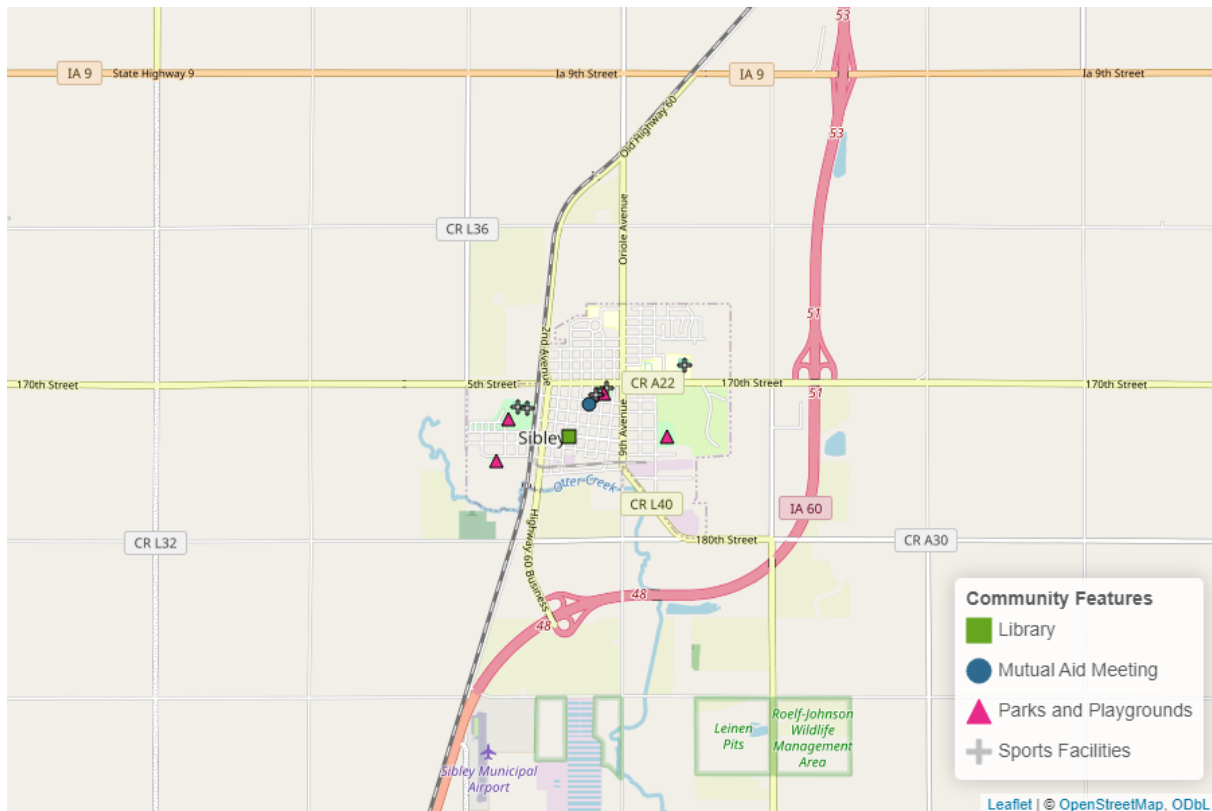 53
IA 9
State Highway 9
Ia 9th Street
IA 9
Ia 9th Street
53
Old Highway 60
CR L36
Oriole Avenue
51
2nd Avenue
170th Street
5th Street
CR A22
170th Street
170th Street
51
Sibley
9th Avenue
Otter Creek
CR L40
IA 60
CR L32
Highway 60 Business
180th Street
CR A30
48
48
Sibley Municipal
Airport
Leinen
Pits
Roelf-Johnson
Wildlife
Management
Area
Community Features
Library
Mutual Aid Meeting
Parks and Playgrounds
Sports Facilities
Leaflet | © OpenStreetMap, ODbL